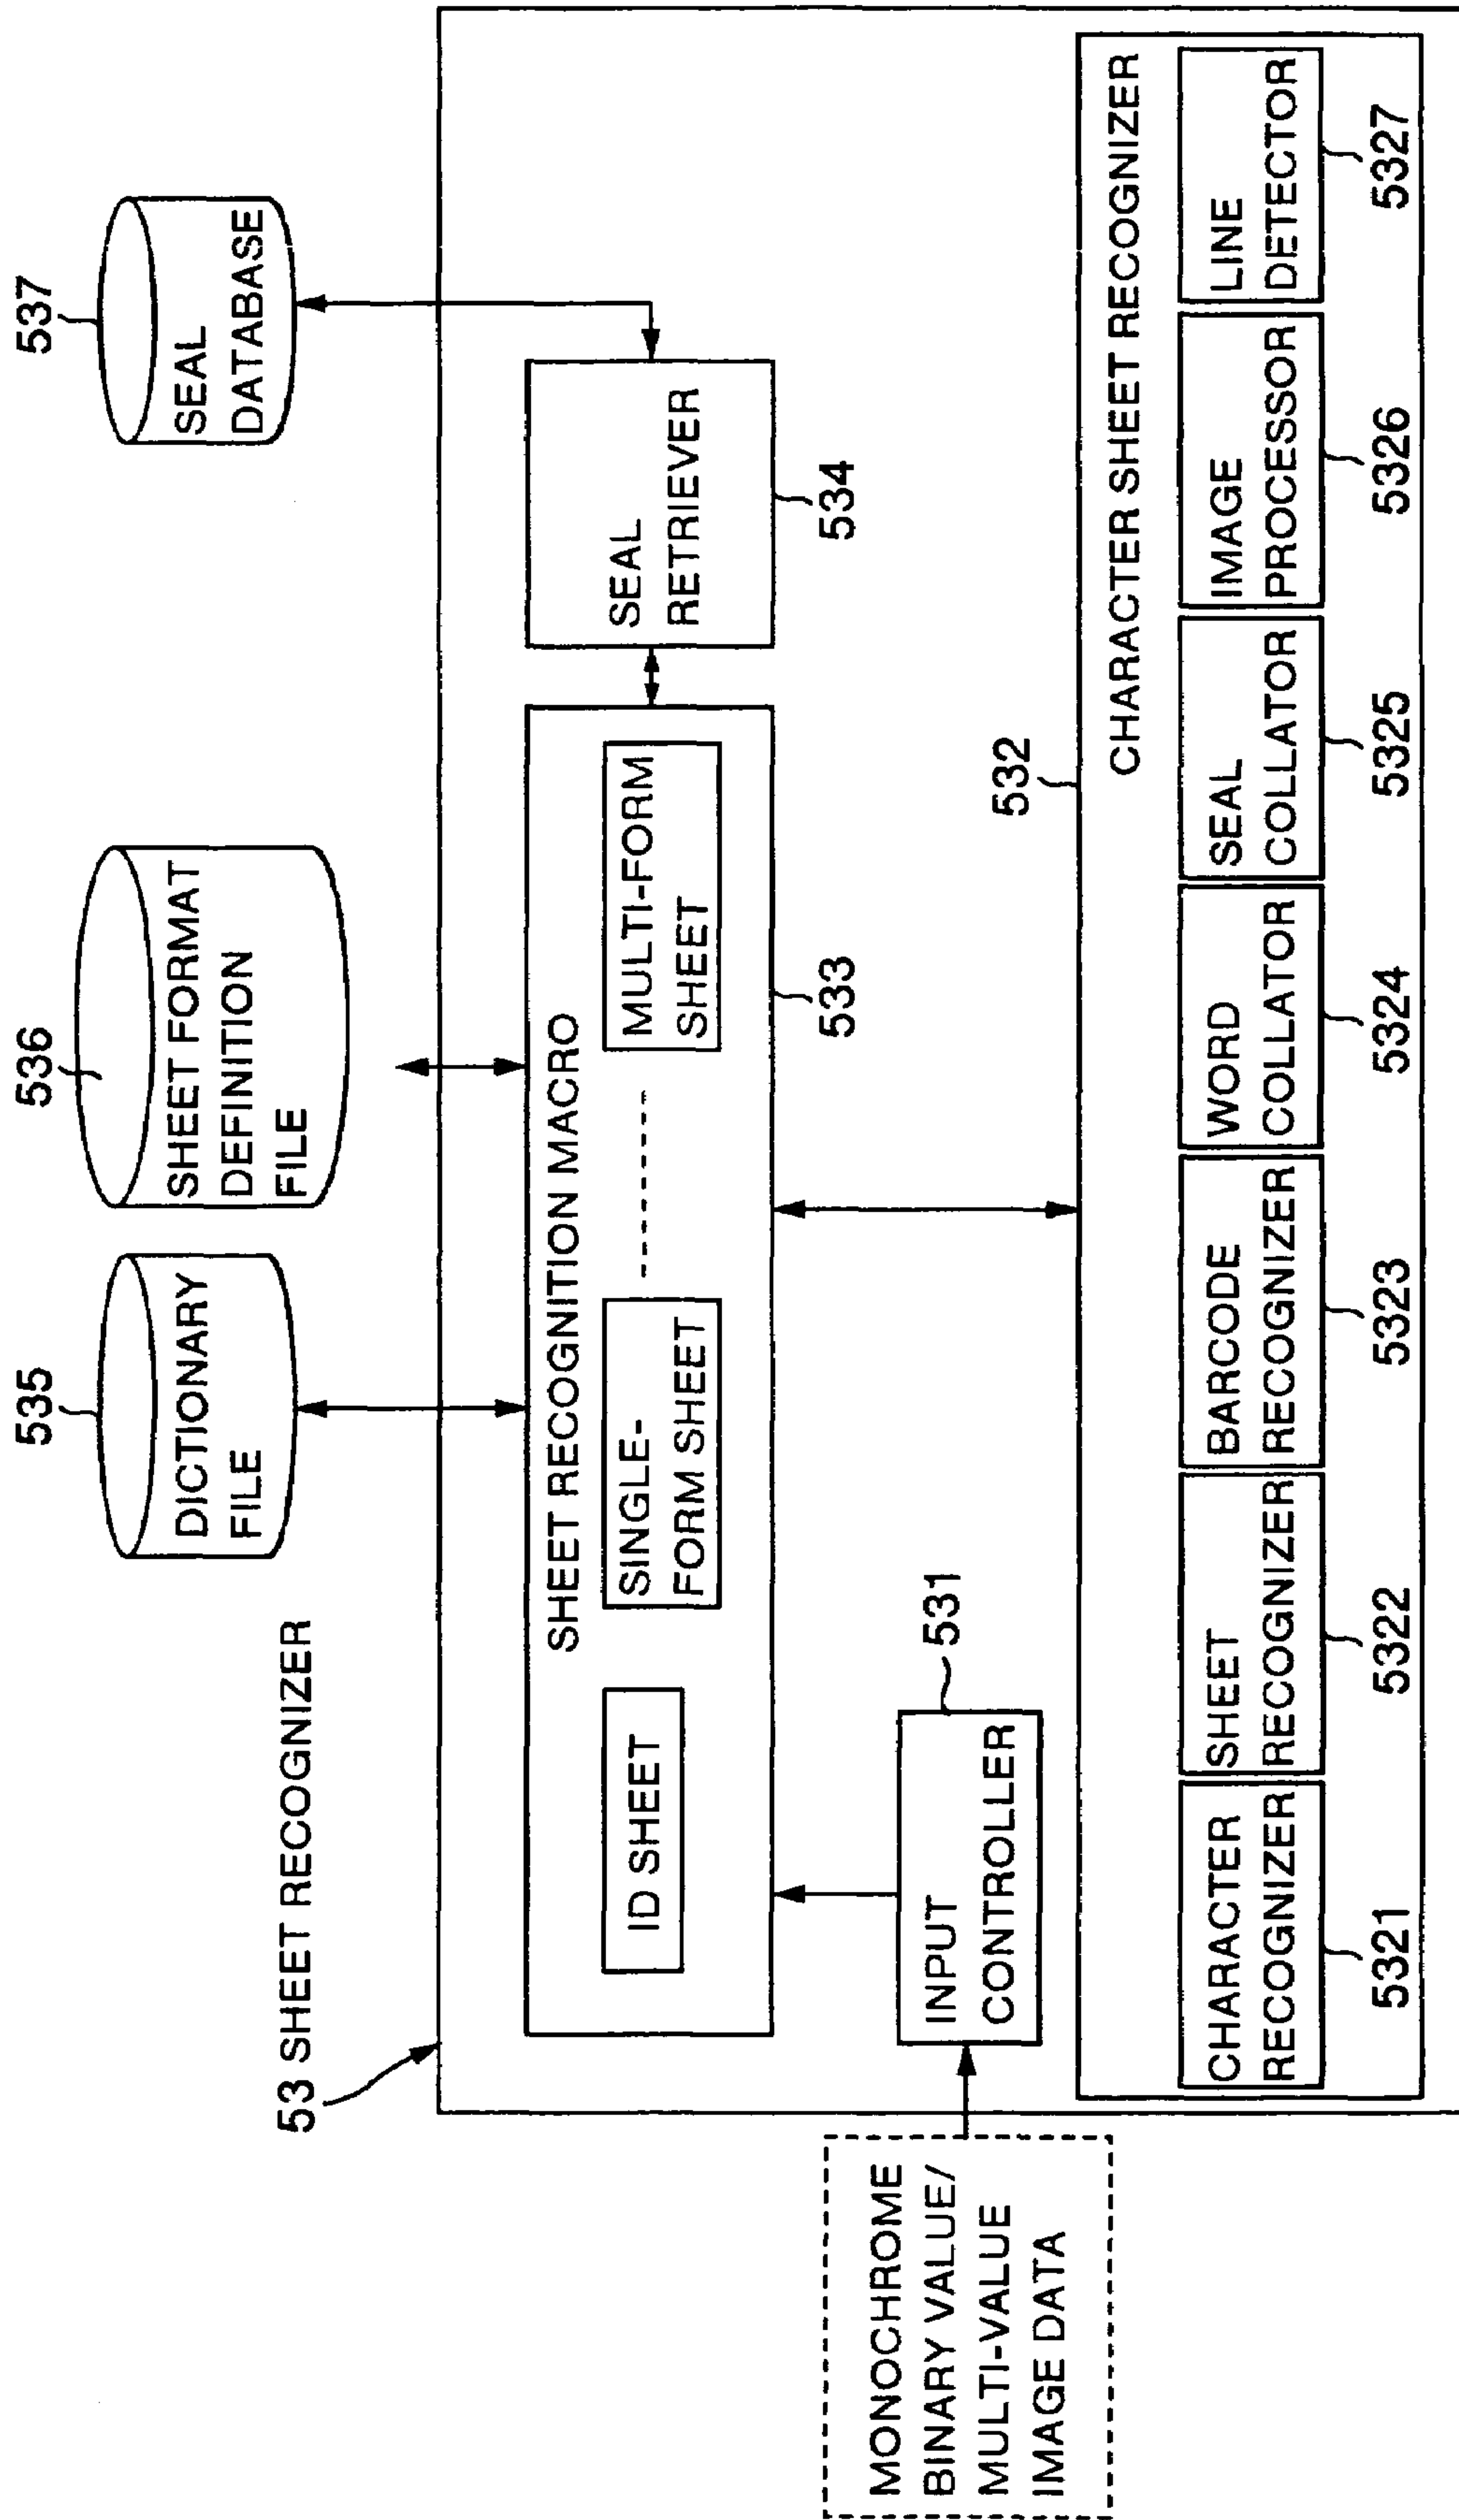 535
536
537
DICTIONARY
FILE
SHEET FORMAT
DEFINITION
FILE
SEAL
DATABASE
53 SHEET RECOGNIZER
SHEET RECOGNITION MACRO
ID SHEET
SINGLE-
FORM SHEET
MULTI-FORM
SHEET
533
SEAL
RETRIEVER
534
MONOCHROME
BINARY VALUE/
MULTI-VALUE
IMAGE DATA
INPUT
CONTROLLER
531
532
CHARACTER SHEET RECOGNIZER
CHARACTER
RECOGNIZER
5321
SHEET
RECOGNIZER
5322
BARCODE
RECOGNIZER
5323
WORD
COLLATOR
5324
SEAL
COLLATOR
5325
IMAGE
PROCESSOR
5326
LINE
DETECTOR
5327